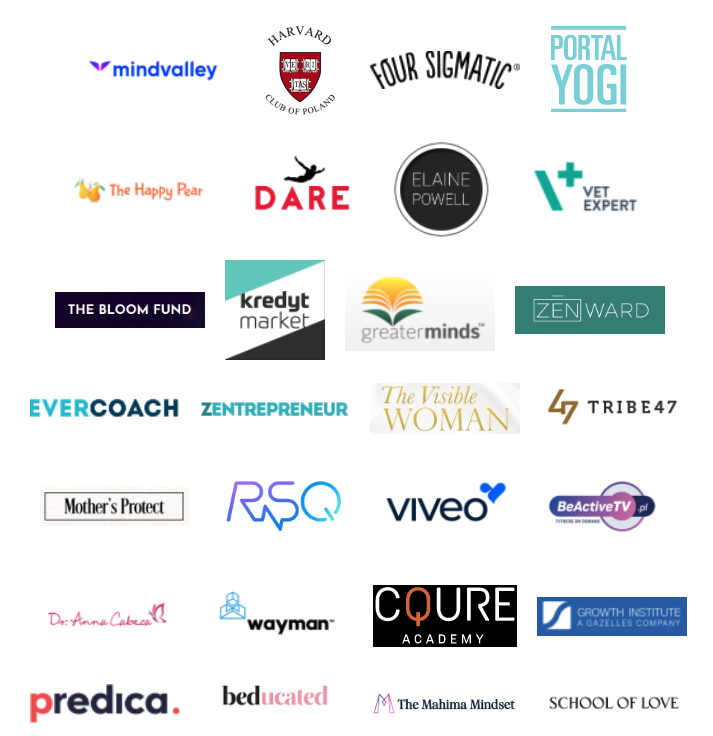 mindvalley
HARVARD
VE RI
TAS
CLUB OF POLAND
FOUR SIGMATIC®
PORTAL
YOGI
The Happy Pear
DARE
ELAINE
POWELL
VET
EXPERT
THE BLOOM FUND
kredyt
market
greaterminds™
ZĒN WARD
EVERCOACH
ZENTREPRENEUR
The Visible
WOMAN
47 TRIBE47
Mother's Protect
RSQ
viveo
BeActiveTV.pl
FITNESS ON DEMAND
Dr. Anna Cabeca
wayman™
CQURE
ACADEMY
GROWTH INSTITUTE
A GAZELLES COMPANY
predica.
beducated
The Mahima Mindset
SCHOOL OF LOVE